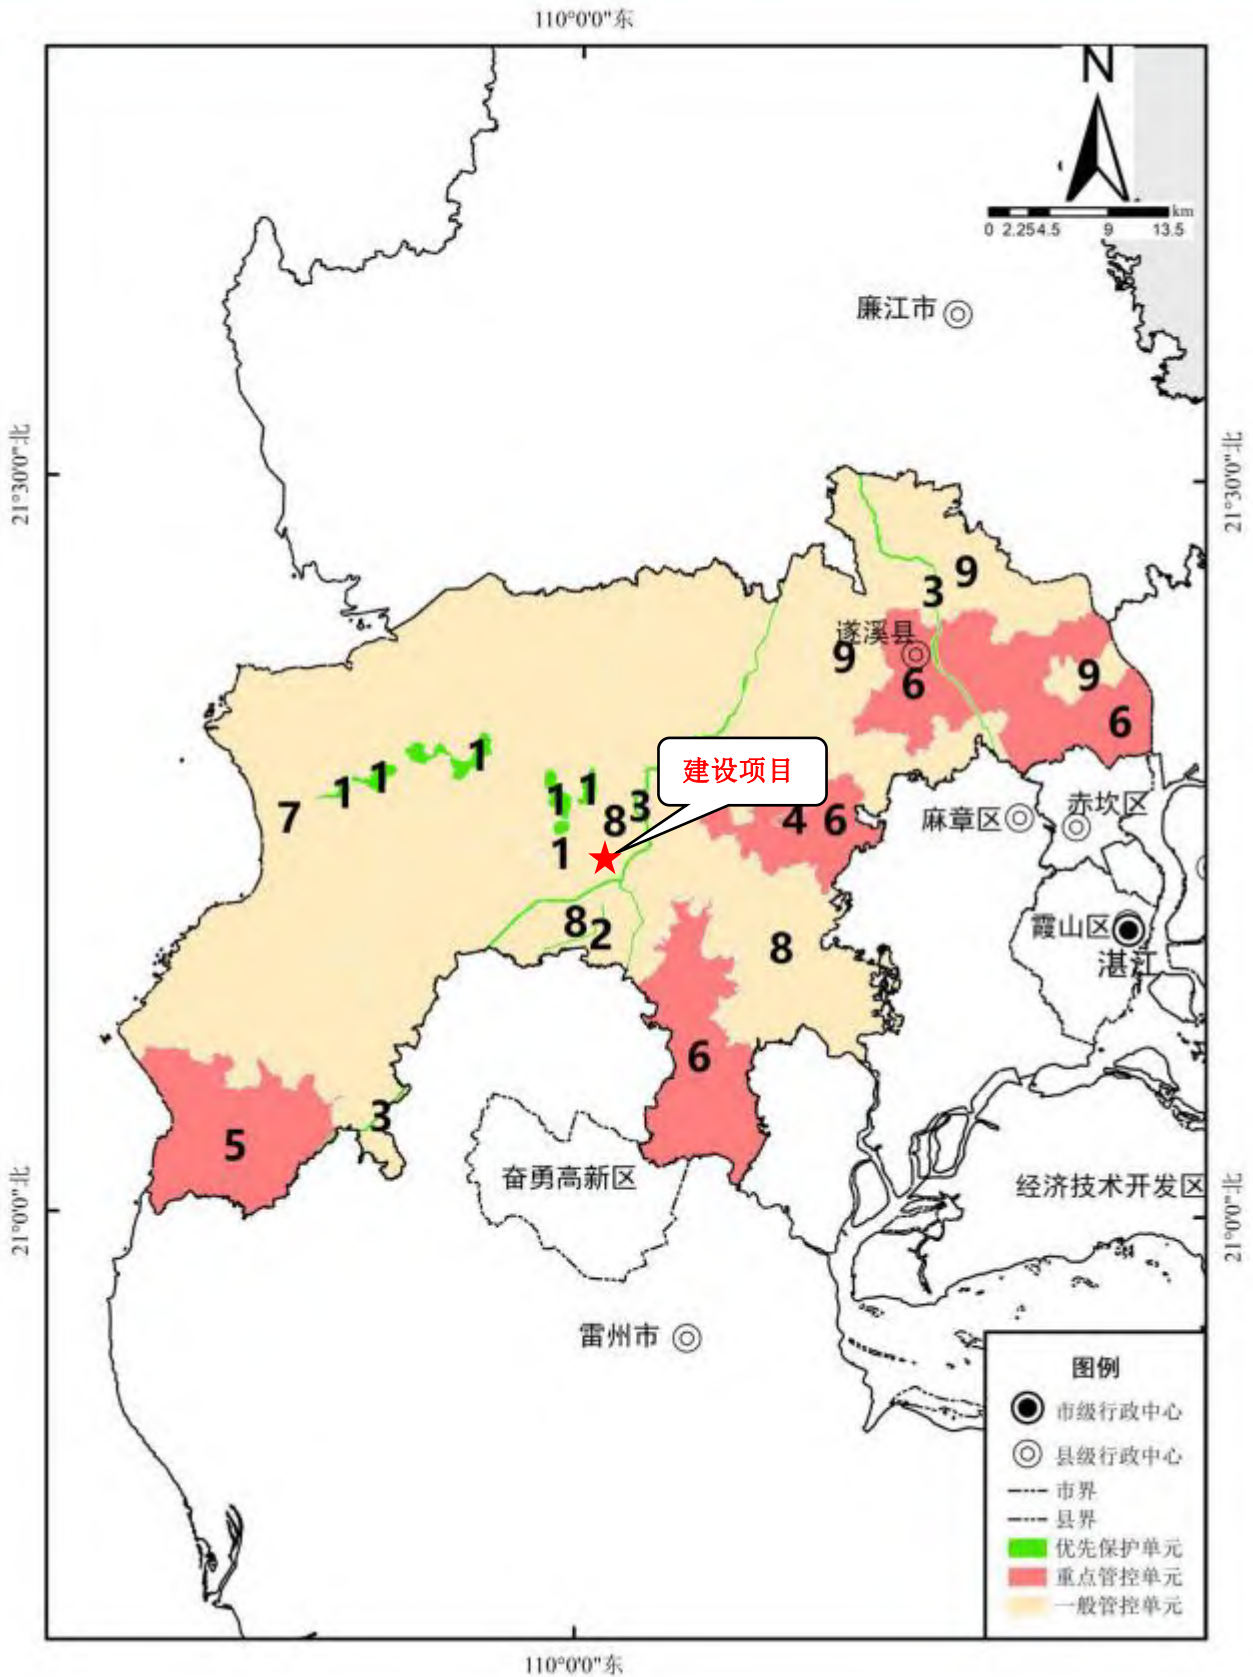 110°0'0"东
N
km
0 2.25 4.5 9 13.5
廉江市
21°30'0"北
21°30'0"北
9
3
遂溪县
9
6
9
6
建设项目
1
1
1
1
1
7
8
3
4
6
麻章区
赤坎区
1
8
2
8
霞山区
湛江
6
3
5
奋勇高新区
经济技术开发区
21°0'0"北
21°0'0"北
雷州市
图例
市级行政中心
县级行政中心
市界
县界
优先保护单元
重点管控单元
一般管控单元
110°0'0"东